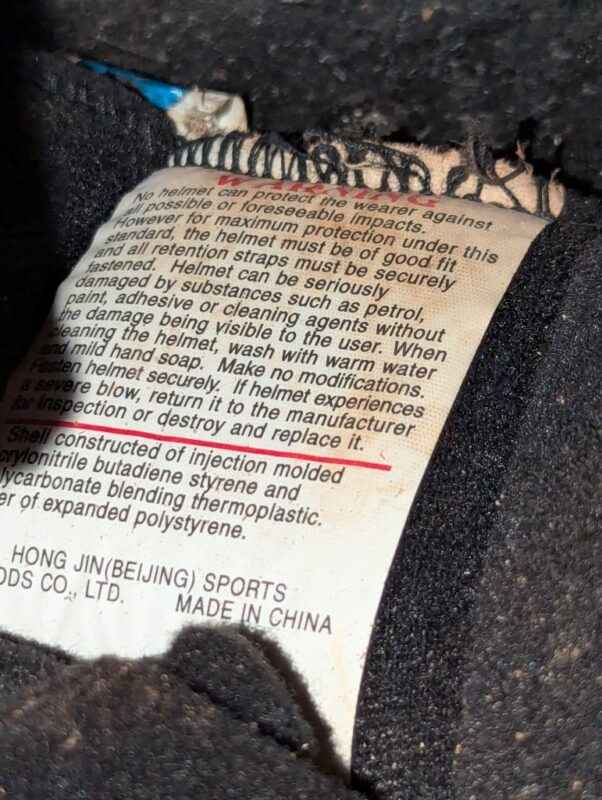 WARNING
No helmet can protect the wearer against
all possible or foreseeable impacts.
However for maximum protection under this
standard, the helmet must be of good fit
and all retention straps must be securely
fastened. Helmet can be seriously
damaged by substances such as petrol,
paint, adhesive or cleaning agents without
the damage being visible to the user. When
cleaning the helmet, wash with warm water
and mild hand soap. Make no modifications.
Fasten helmet securely. If helmet experiences
a severe blow, return it to the manufacturer
for inspection or destroy and replace it.
Shell constructed of injection molded
crylonitrile butadiene styrene and
lycarbonate blending thermoplastic.
er of expanded polystyrene.
HONG JIN(BEIJING) SPORTS
ODS CO., LTD. MADE IN CHINA